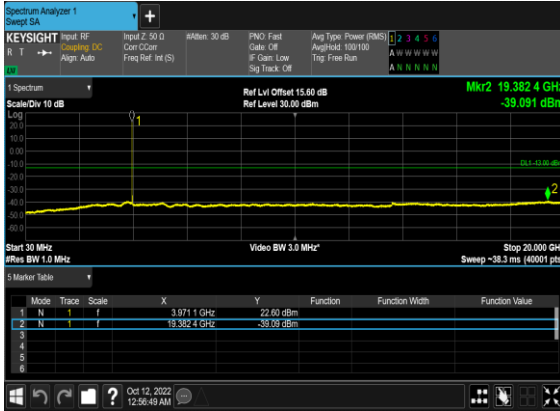 Spectrum Analyzer 1
Swept SA
+
KEYSIGHT Input: RF Input Z: 50 Ω #Atten: 30 dB PNO: Fast Avg Type: Power (RMS) 1 2 3 4 5 6
R T Coupling: DC Corr CCorr Gate: Off Avg|Hold: 100/100 A W W W W W
Align: Auto Freq Ref: Int (S) IF Gain: Low Trig: Free Run
Sig Track: Off A N N N N N
1 Spectrum Ref Lvl Offset 15.60 dB Mkr2 19.382 4 GHz
Scale/Div 10 dB Ref Level 30.00 dBm -39.091 dBm
Log
20.0
10.0
0.00
-10.0 DL1 -13.00 dBm
-20.0
-30.0
-40.0
-50.0
-60.0
1
2
Start 30 MHz Video BW 3.0 MHz* Stop 20.000 GHz
#Res BW 1.0 MHz Sweep ~38.3 ms (40001 pts)
5 Marker Table
Mode Trace Scale X Y Function Function Width Function Value
1 N 1 f 3.971 1 GHz 22.60 dBm
2 N 1 f 19.382 4 GHz -39.09 dBm
3
4
5
6
? Oct 12, 2022
12:56:49 AM